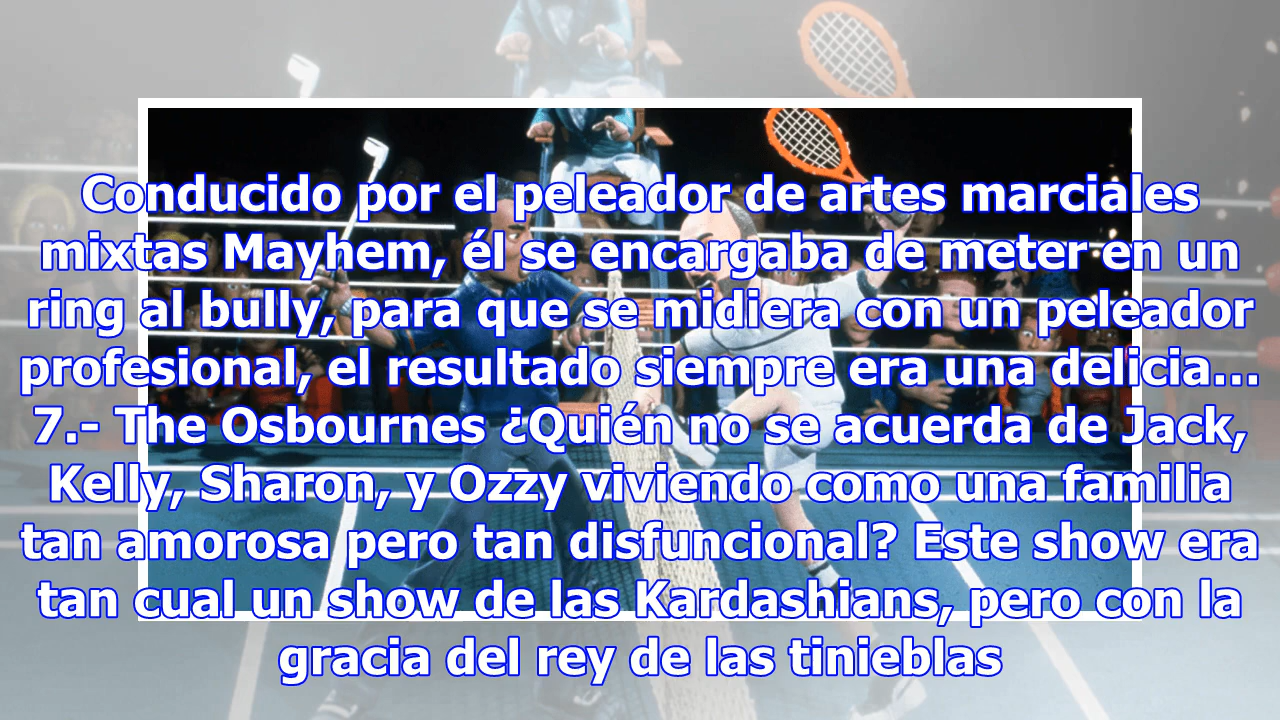 Conducido por el peleador de artes marciales
mixtas Mayhem, él se encargaba de meter en un
ring al bully, para que se midiera con un peleador
profesional, el resultado siempre era una delicia...
7.- The Osbournes ¿Quién no se acuerda de Jack,
Kelly, Sharon, y Ozzy viviendo como una familia
tan amorosa pero tan disfuncional? Este show era
tan cual un show de las Kardashians, pero con la
gracia del rey de las tinieblas